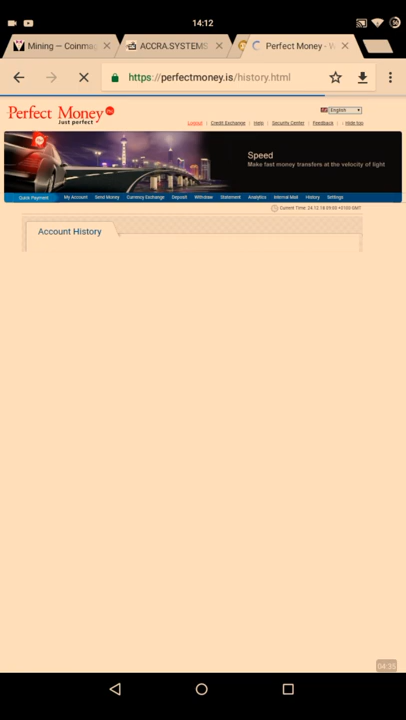 14:12
Mining — Coinma
ACCRA.SYSTEMS
Perfect Money - W
https://perfectmoney.is/history.html
Perfect Money
Just perfect
English
Logout | Credit Exchange | Help | Security Center | Feedback | Hide top
Speed
Make fast money transfers at the velocity of light
Quick Payment My Account Send Money Currency Exchange Deposit Withdraw Statement Analytics Internal Mail History Settings
Account History
04:35